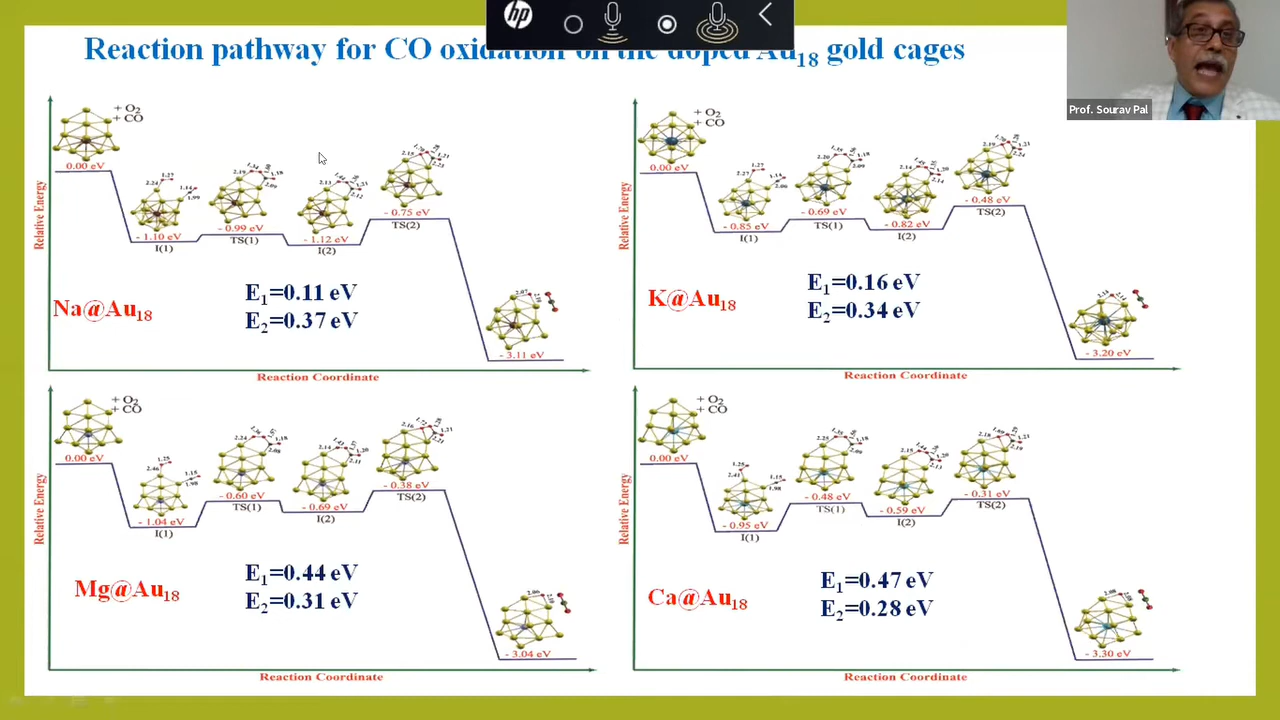 hp
Reaction pathway for CO oxidation on the doped Au18 gold cages
Prof. Sourav Pal
+ O2
+ CO
0.00 eV
- 1.10 eV
I(1)
- 0.99 eV
TS(1)
- 1.12 eV
I(2)
- 0.75 eV
TS(2)
- 3.11 eV
Relative Energy
Na@Au18
E1=0.11 eV
E2=0.37 eV
Reaction Coordinate
+ O2
+ CO
0.00 eV
- 0.85 eV
I(1)
- 0.69 eV
TS(1)
- 0.82 eV
I(2)
- 0.48 eV
TS(2)
- 3.20 eV
Relative Energy
K@Au18
E1=0.16 eV
E2=0.34 eV
Reaction Coordinate
+ O2
+ CO
0.00 eV
- 1.04 eV
I(1)
- 0.60 eV
TS(1)
- 0.69 eV
I(2)
- 0.38 eV
TS(2)
- 3.04 eV
Relative Energy
Mg@Au18
E1=0.44 eV
E2=0.31 eV
Reaction Coordinate
+ O2
+ CO
0.00 eV
- 0.95 eV
I(1)
- 0.48 eV
TS(1)
- 0.59 eV
I(2)
- 0.31 eV
TS(2)
- 3.30 eV
Relative Energy
Ca@Au18
E1=0.47 eV
E2=0.28 eV
Reaction Coordinate